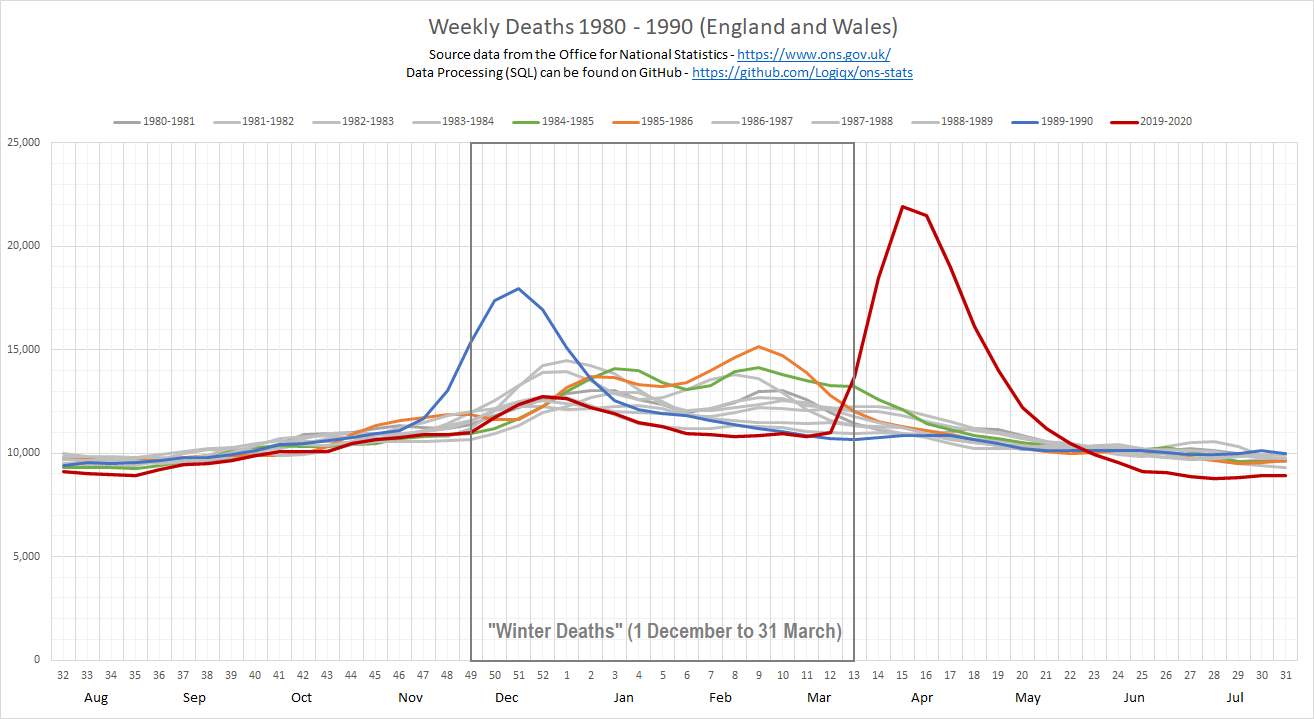 Weekly Deaths 1980 - 1990 (England and Wales)
Source data from the Office for National Statistics - https://www.ons.gov.uk/
Data Processing (SQL) can be found on GitHub - https://github.com/Logiqx/ons-stats
1980-1981 1981-1982 1982-1983 1983-1984 1984-1985 1985-1986 1986-1987 1987-1988 1988-1989 1989-1990 2019-2020
25,000
20,000
15,000
10,000
5,000
"Winter Deaths" (1 December to 31 March)
0
32 33 34 35 36 37 38 39 40 41 42 43 44 45 46 47 48 49 50 51 52 1 2 3 4 5 6 7 8 9 10 11 12 13 14 15 16 17 18 19 20 21 22 23 24 25 26 27 28 29 30 31
Aug Sep Oct Nov Dec Jan Feb Mar Apr May Jun Jul